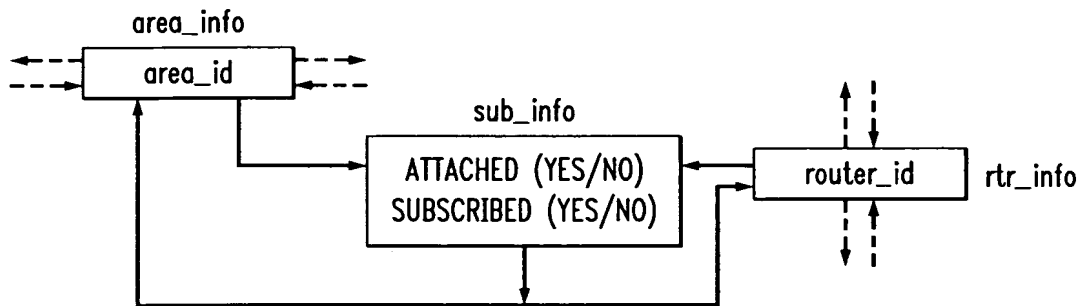 area_info
area_id
sub_info
ATTACHED (YES/NO)
SUBSCRIBED (YES/NO)
router_id
rtr_info